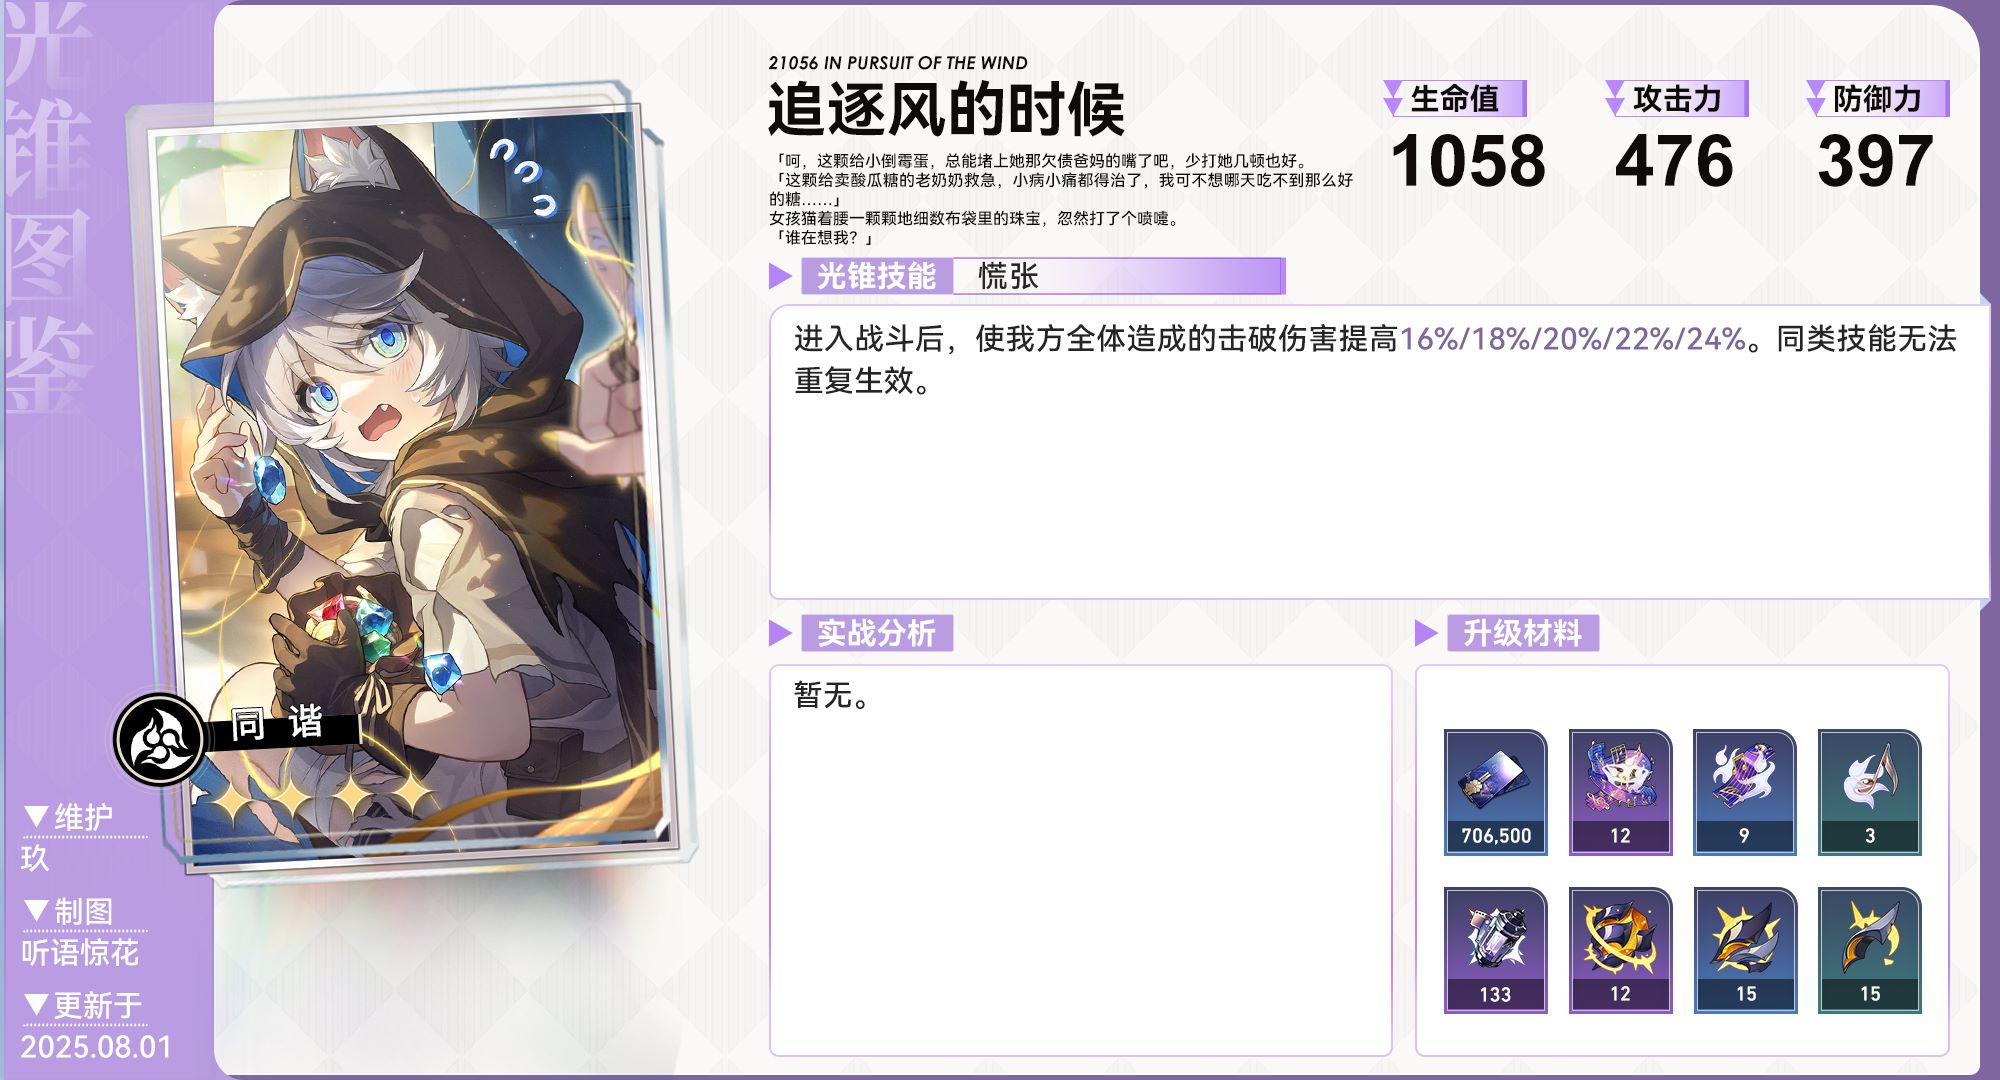 光锥图鉴
21056 IN PURSUIT OF THE WIND
追逐风的时候
「呵，这颗给小倒霉蛋，总能堵上她那欠债爸妈的嘴了吧，少打她几顿也好。
「这颗给卖酸瓜糖的老奶奶救急，小病小痛都得治了，我可不想哪天吃不到那么好
的糖……」
女孩猫着腰一颗颗地细数布袋里的珠宝，忽然打了个喷嚏。
「谁在想我？」
生命值
1058
攻击力
476
防御力
397
光锥技能 慌张
进入战斗后，使我方全体造成的击破伤害提高16%/18%/20%/22%/24%。同类技能无法
重复生效。
同谐
实战分析
暂无。
升级材料
706,500
12
9
3
133
12
15
15
▼维护
玖
▼制图
听语惊花
▼更新于
2025.08.01